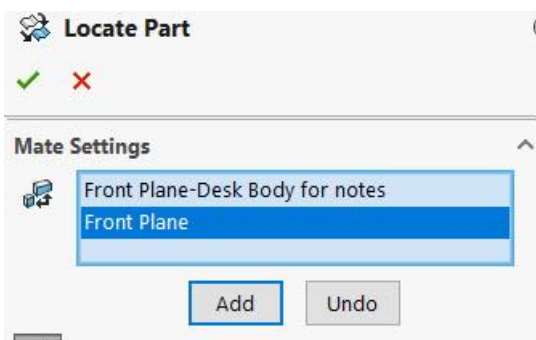 Locate Part
Mate Settings
Front Plane-Desk Body for notes
Front Plane
Add Undo